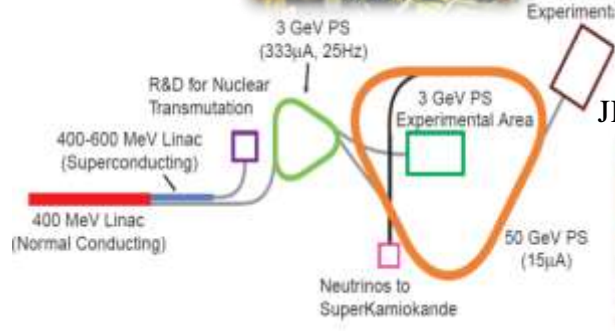 Experiment
3 GeV PS
(333μA, 25Hz)
R&D for Nuclear
Transmutation
3 GeV PS
Experimental Area
JI
400-600 MeV Linac
(Superconducting)
400 MeV Linac
(Normal Conducting)
50 GeV PS
(15μA)
Neutrinos to
SuperKamiokande